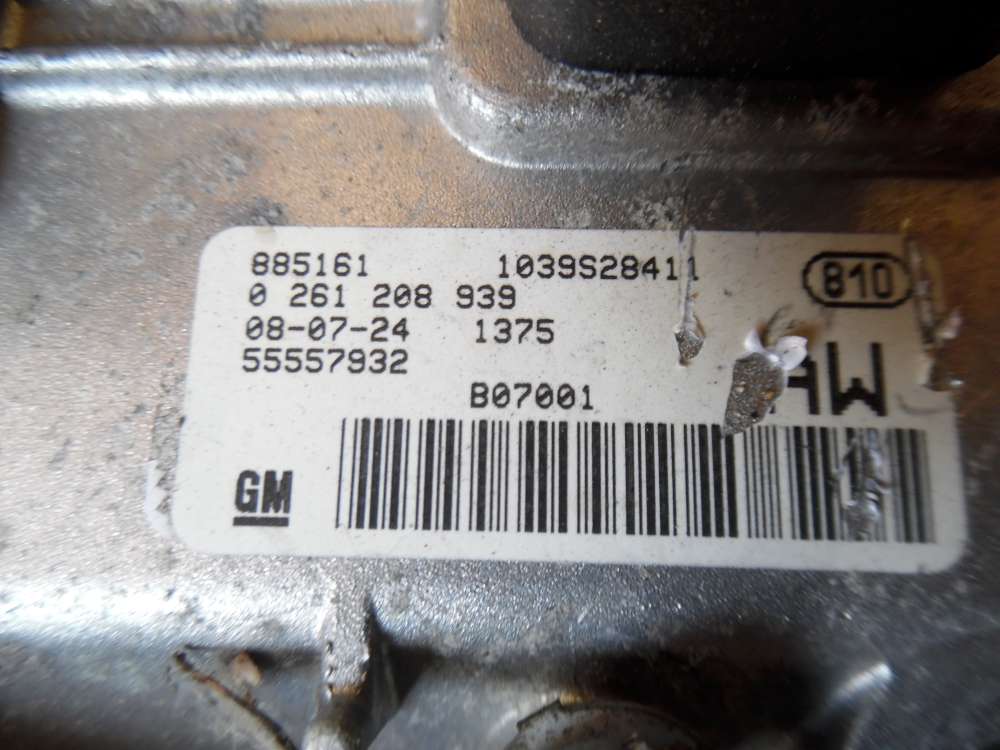 885161 1039S28411 810
0 261 208 939
08-07-24 1375
55557932
B07001
GM